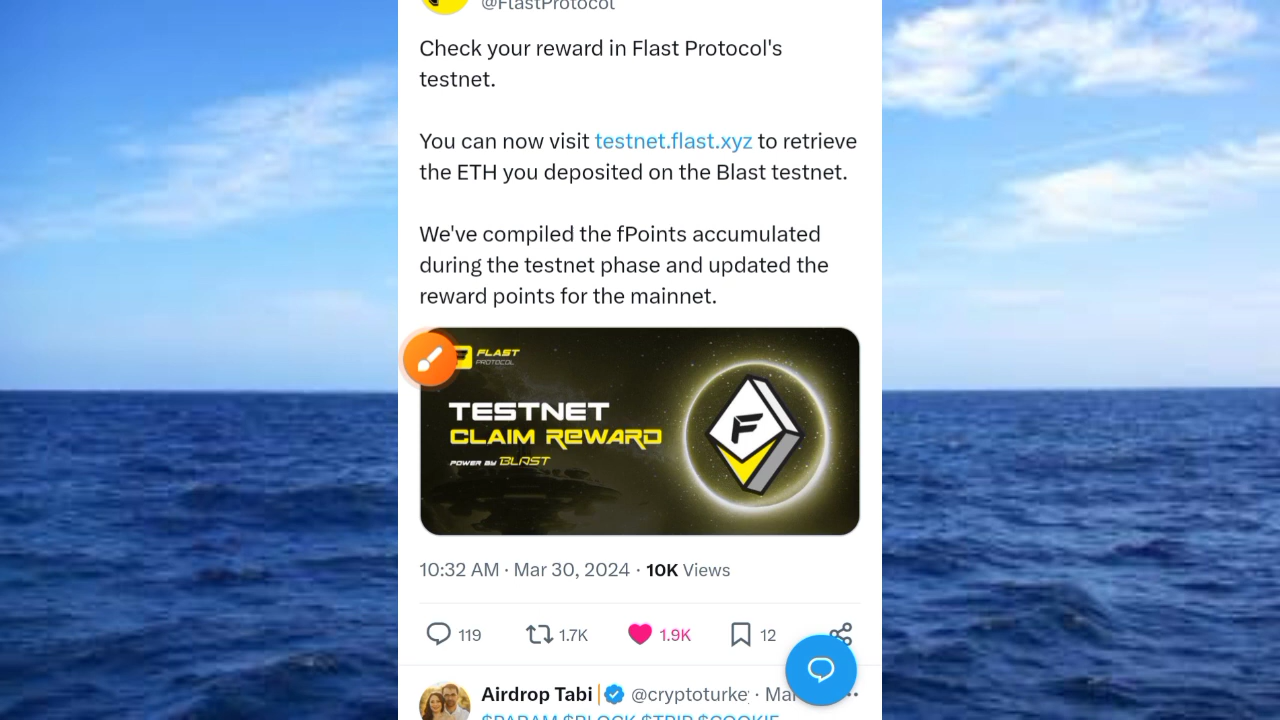 @FlastProtocol
Check your reward in Flast Protocol's
testnet.
You can now visit testnet.flast.xyz to retrieve
the ETH you deposited on the Blast testnet.
We've compiled the fPoints accumulated
during the testnet phase and updated the
reward points for the mainnet.
FLAST
PROTOCOL
TESTNET
CLAIM REWARD
POWER BY BLAST
10:32 AM · Mar 30, 2024 · 10K Views
119 1.7K 1.9K 12
Airdrop Tabi @cryptoturke · Mar
$PARAM $BLOCK $TRIP $COOKIE